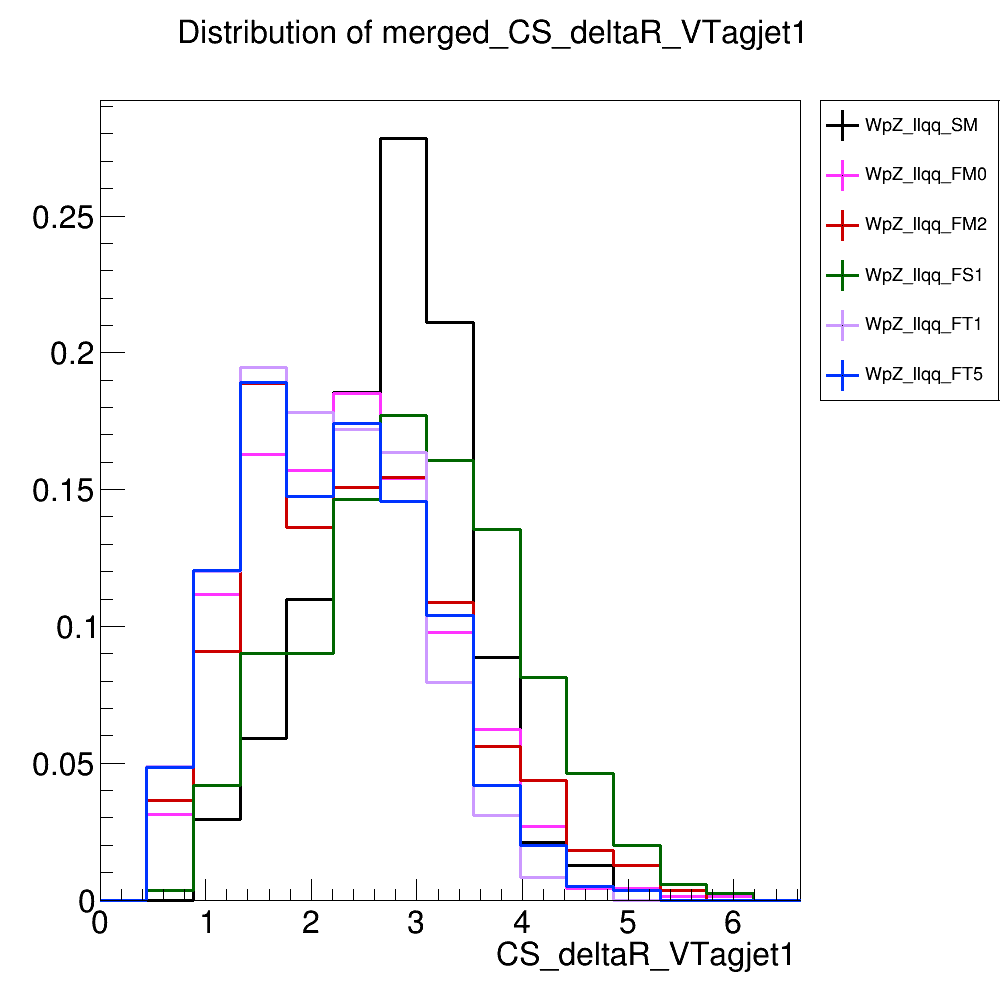 Distribution of merged_CS_deltaR_VTagjet1
WpZ_llqq_SM
WpZ_llqq_FM0
WpZ_llqq_FM2
WpZ_llqq_FS1
WpZ_llqq_FT1
WpZ_llqq_FT5
0.25
0.2
0.15
0.1
0.05
0
0 1 2 3 4 5 6
CS_deltaR_VTagjet1